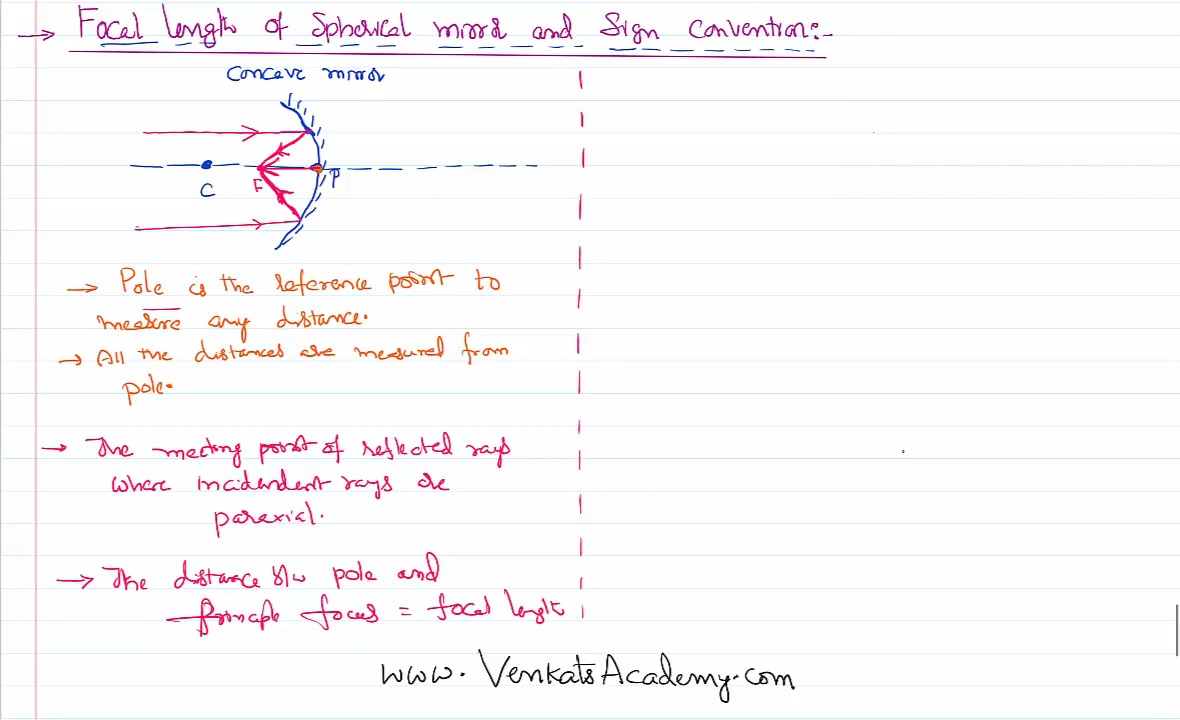 → Focal length of Spherical mirror and Sign Convention:-
Concave mirror
C
F
P
→ Pole is the reference point to
measure any distance.
→ All the distances are measured from
pole.
→ The meeting point of reflected rays
where incidendent rays are
parexial.
→ The distance b/w pole and
principle focus = focal length
www.VenkatsAcademy.com